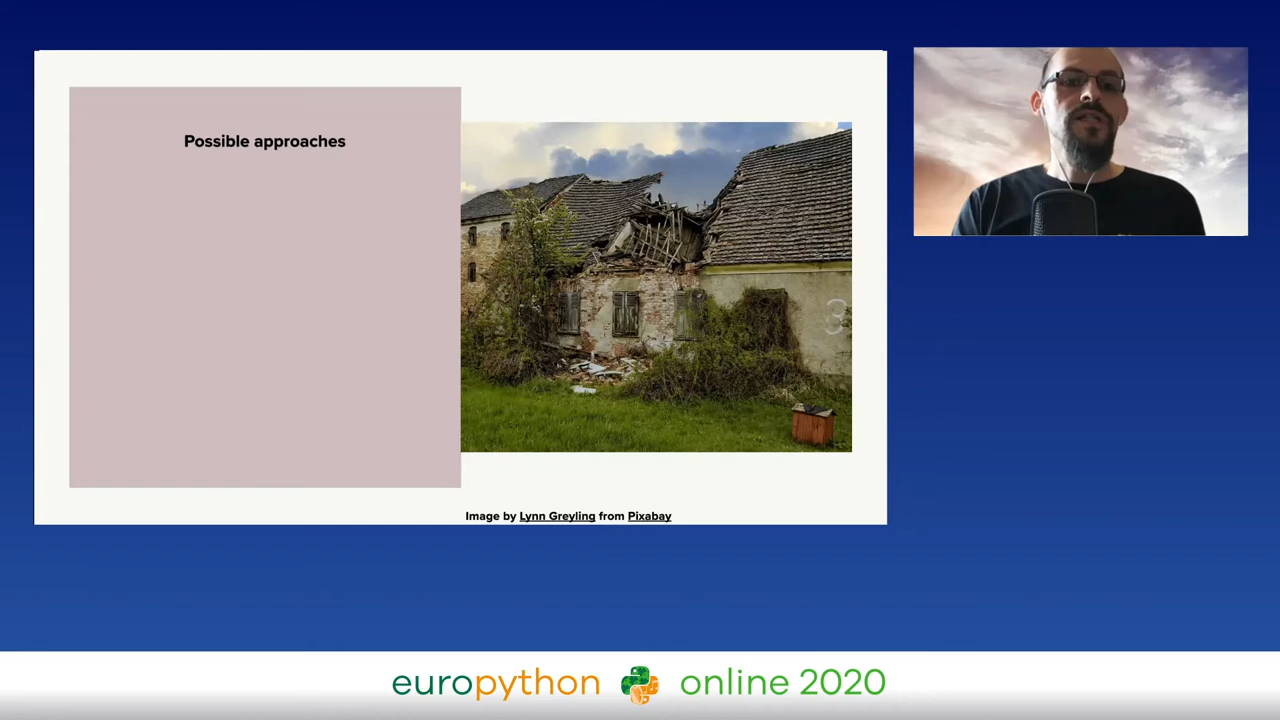 Possible approaches
Image by Lynn Greyling from Pixabay
europython online 2020